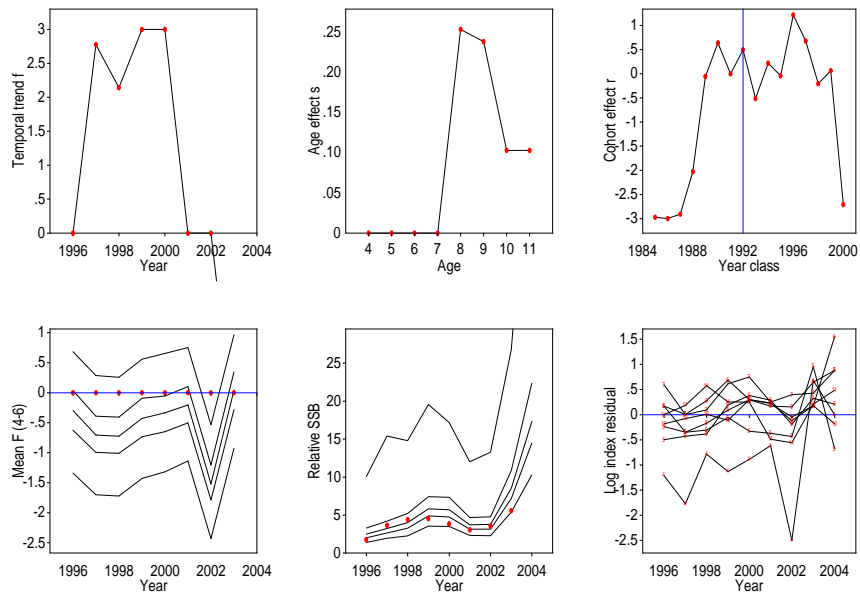 Temporal trend f
3
2.5
2
1.5
1
.5
0
1996 1998 2000 2002 2004
Year
Age effect s
.25
.20
.15
.10
.05
0
4 5 6 7 8 9 10 11
Age
Cohort effect r
1
.5
0
-.5
-1
-1.5
-2
-2.5
-3
1984 1988 1992 1996 2000
Year class
Mean F (4-6)
1
.5
0
-.5
-1
-1.5
-2
-2.5
1996 1998 2000 2002 2004
Year
Relative SSB
25
20
15
10
5
0
1996 1998 2000 2002 2004
Year
Log index residual
1.5
1
.5
0
-.5
-1
-1.5
-2
-2.5
1996 1998 2000 2002 2004
Year